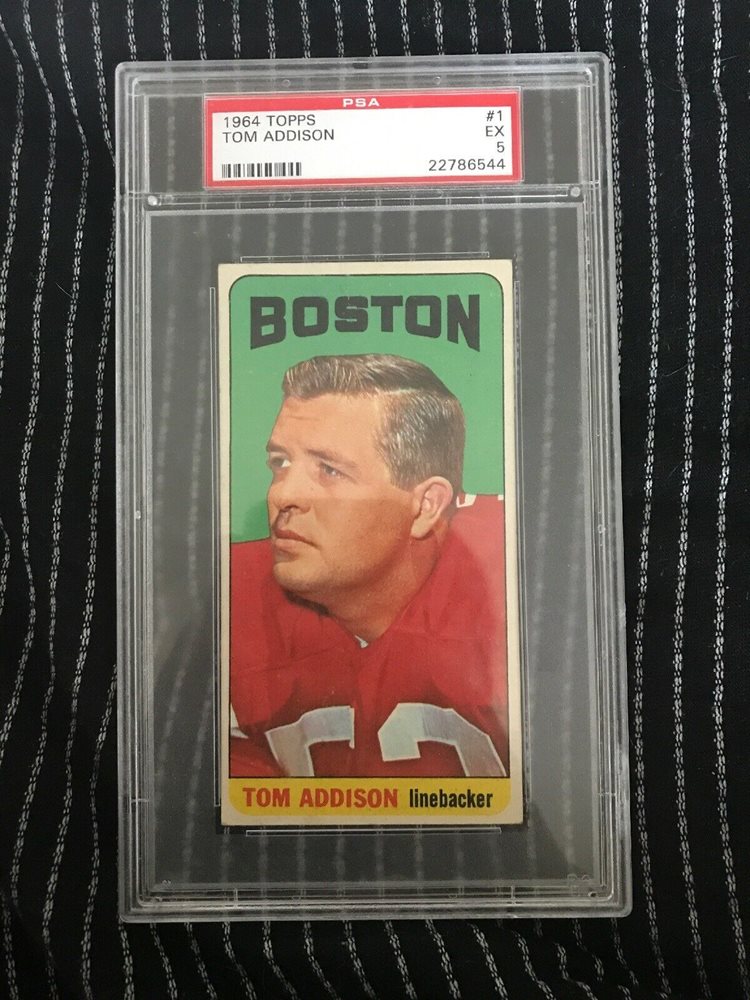 PSA
1964 TOPPS #1
TOM ADDISON EX
5
22786544
BOSTON
TOM ADDISON linebacker